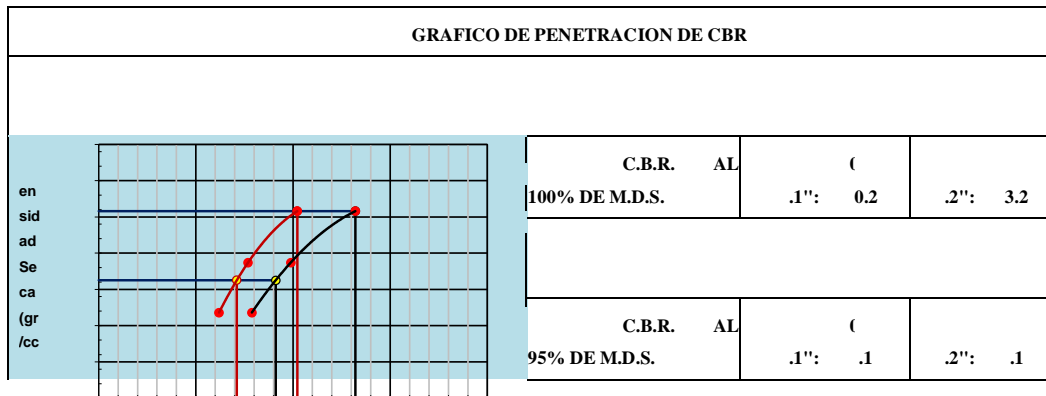 GRAFICO DE PENETRACION DE CBR
en
sid
ad
Se
ca
(gr
/cc
C.B.R. AL
100% DE M.D.S.
.1": 0.2
.2": 3.2
C.B.R. AL
95% DE M.D.S.
.1": .1
.2": .1